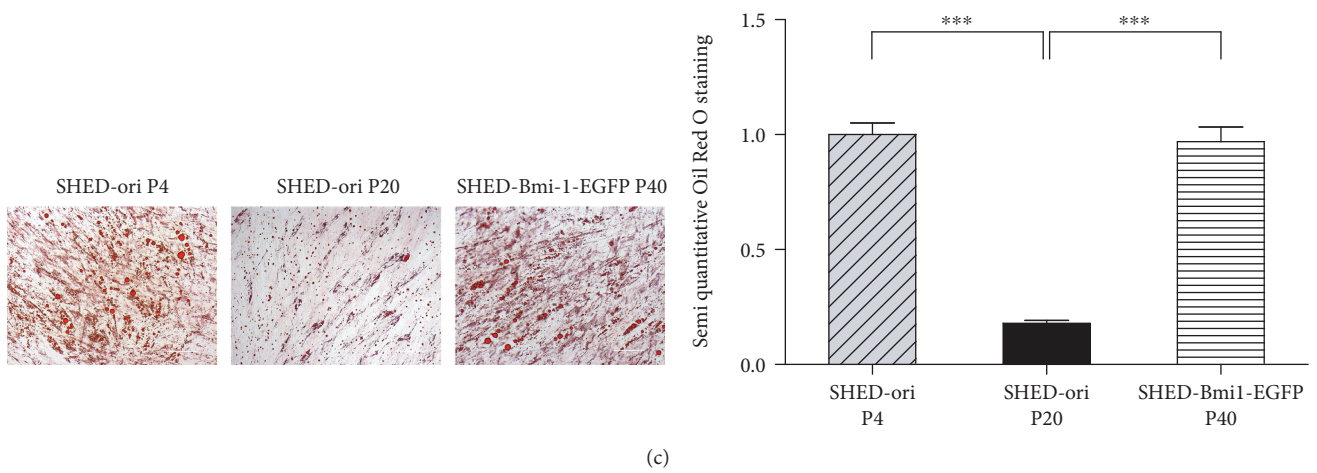 SHED-ori P4
SHED-ori P20
SHED-Bmi-1-EGFP P40
Semi quantitative Oil Red O staining
1.5
1.0
0.5
0.0
***
***
SHED-ori
P4
SHED-ori
P20
SHED-Bmi1-EGFP
P40
(c)